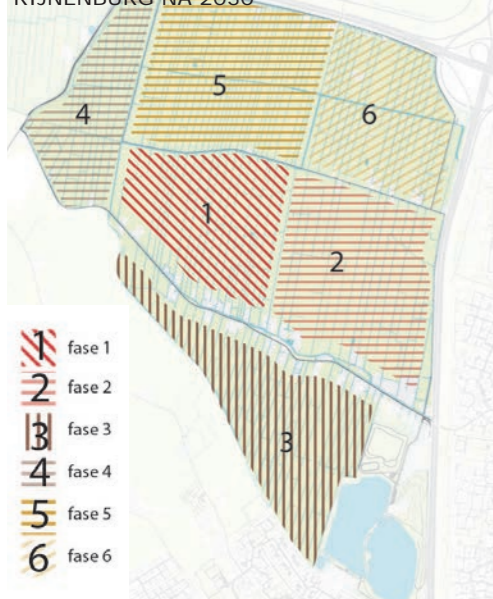 RIJNENBURG NA 2030
4
5
6
1
2
3
1 fase 1
2 fase 2
3 fase 3
4 fase 4
5 fase 5
6 fase 6